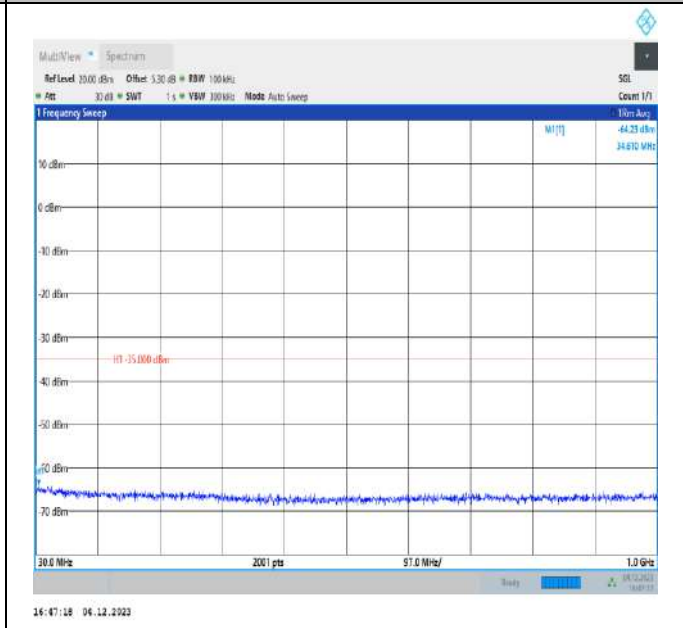 MultiView Spectrum
Ref Level 20.00 dBm Offset 5.30 dB RBW 100 kHz SGL
Att 30 dB SWT 1 s VBW 300 kHz Mode Auto Sweep Count 1/1
1 Frequency Sweep 1Rm Avg
M1[1] -64.23 dBm
34.610 MHz
10 dBm
0 dBm
-10 dBm
-20 dBm
-30 dBm
H1 -35.000 dBm
-40 dBm
-50 dBm
-60 dBm
-70 dBm
30.0 MHz 2001 pts 97.0 MHz/ 1.0 GHz
Ready 04.12.2023
16:47:18 04.12.2023